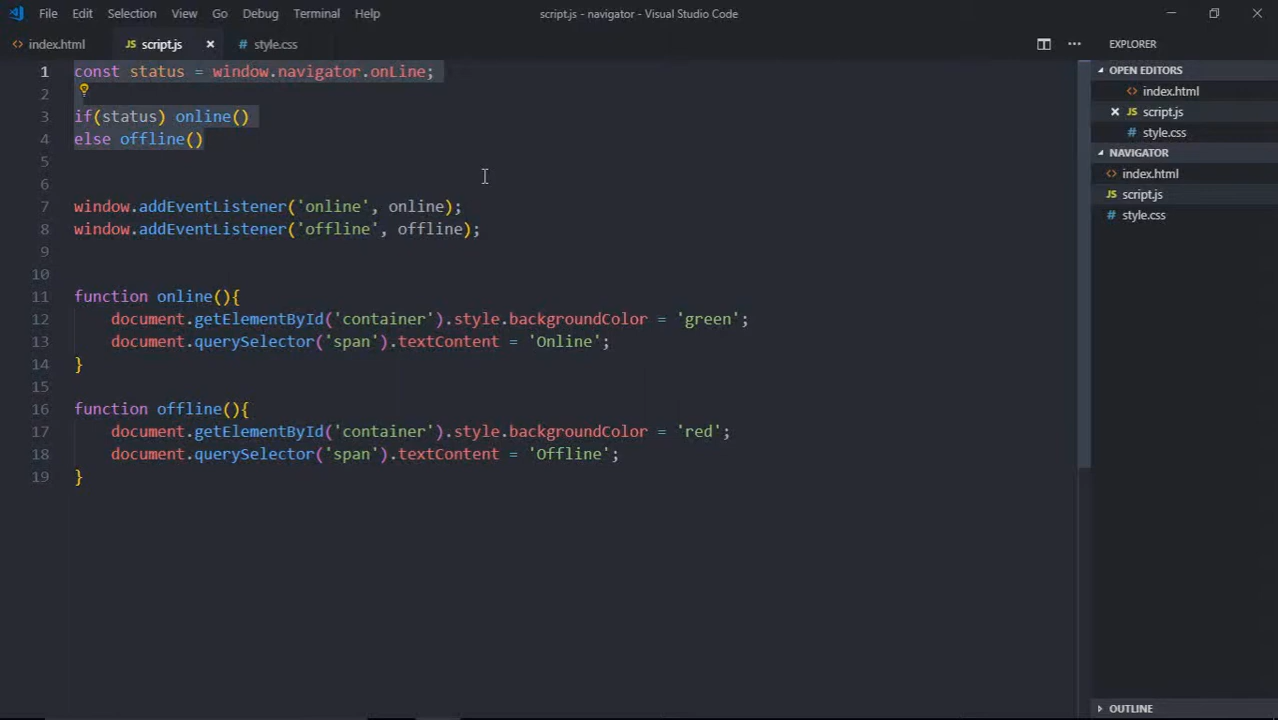 File Edit Selection View Go Debug Terminal Help script.js - navigator - Visual Studio Code
index.html script.js style.css EXPLORER
1 const status = window.navigator.onLine;
2
3 if(status) online()
4 else offline()
5
6
7 window.addEventListener('online', online);
8 window.addEventListener('offline', offline);
9
10
11 function online(){
12 document.getElementById('container').style.backgroundColor = 'green';
13 document.querySelector('span').textContent = 'Online';
14 }
15
16 function offline(){
17 document.getElementById('container').style.backgroundColor = 'red';
18 document.querySelector('span').textContent = 'Offline';
19 }
OPEN EDITORS
index.html
JS script.js
# style.css
NAVIGATOR
index.html
JS script.js
# style.css
OUTLINE